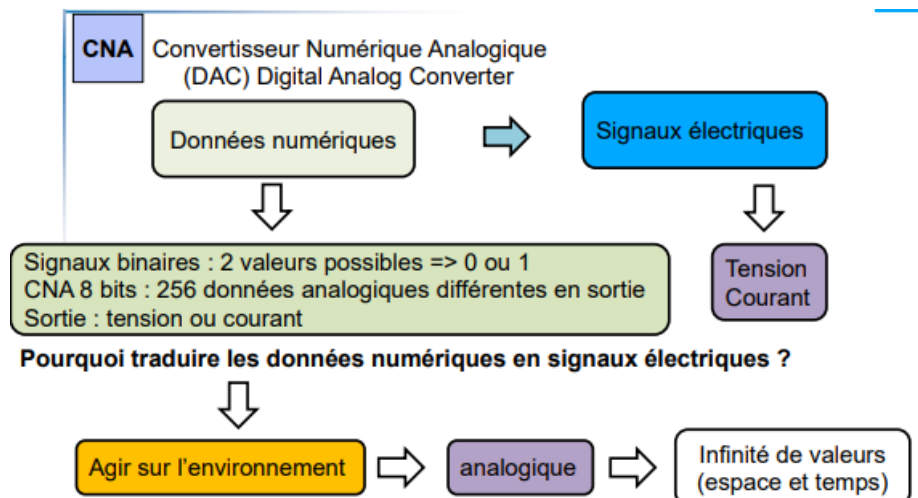 CNA
Convertisseur Numérique Analogique
(DAC) Digital Analog Converter
Données numériques
Signaux électriques
Signaux binaires : 2 valeurs possibles => 0 ou 1
CNA 8 bits : 256 données analogiques différentes en sortie
Sortie : tension ou courant
Tension
Courant
Pourquoi traduire les données numériques en signaux électriques ?
Agir sur l'environnement
analogique
Infinité de valeurs
(espace et temps)